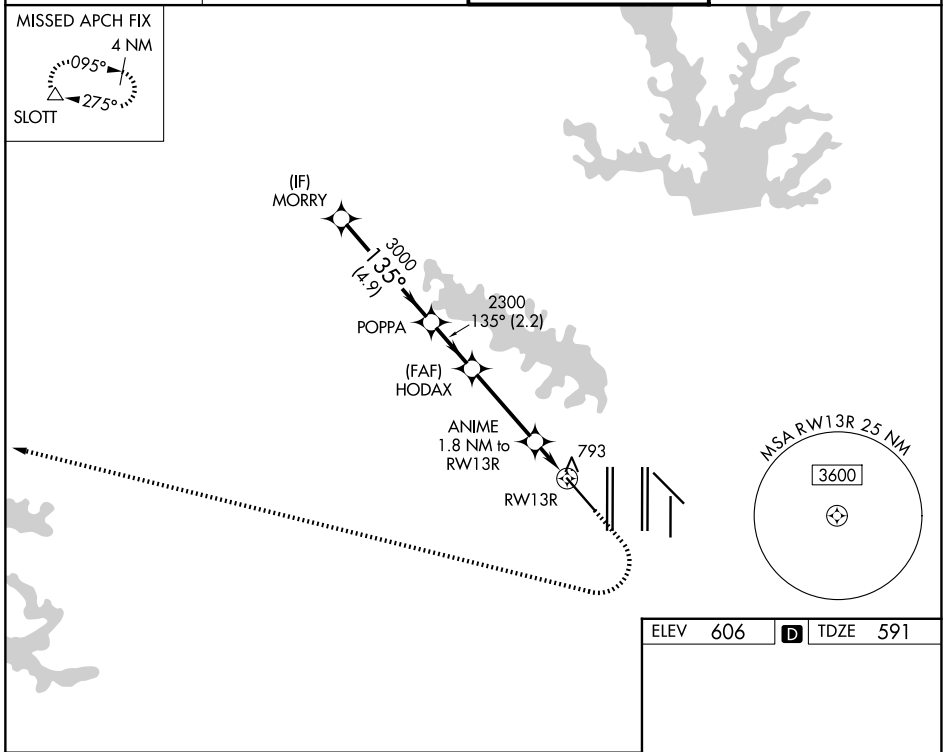 MISSED APCH FIX
4 NM
095°
275°
SLOTT
(IF)
MORRY
3000
135°
(4.9)
POPPA
2300
135° (2.2)
(FAF)
HODAX
ANIME
1.8 NM to
RW13R
793
RW13R
MSA RW13R 25 NM
3600
ELEV 606 D TDZE 591